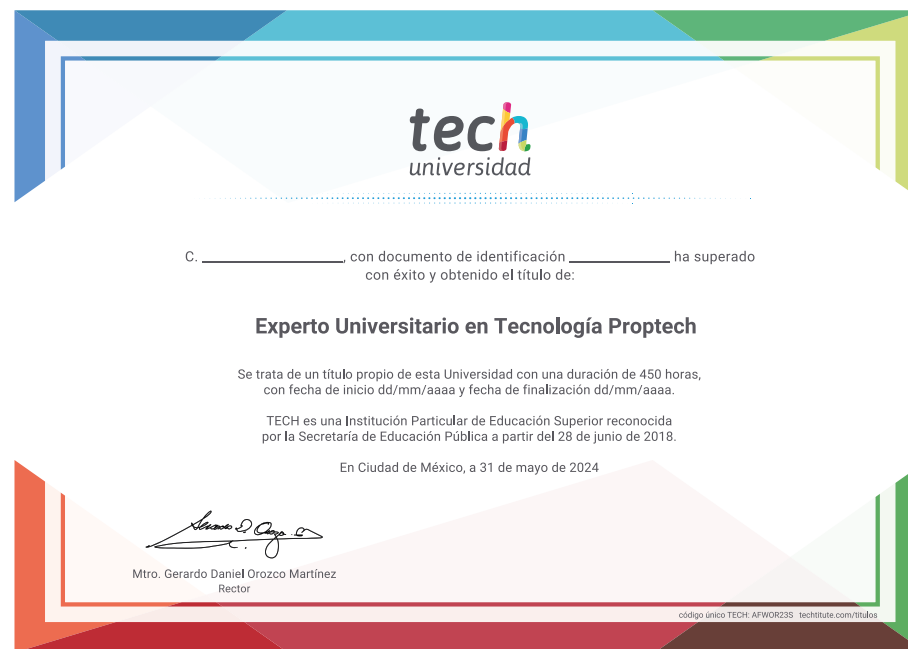 tech
universidad
C. ____________, con documento de identificación ____________ ha superado
con éxito y obtenido el título de:
Experto Universitario en Tecnología Proptech
Se trata de un título propio de esta Universidad con una duración de 450 horas,
con fecha de inicio dd/mm/aaaa y fecha de finalización dd/mm/aaaa.
TECH es una Institución Particular de Educación Superior reconocida
por la Secretaría de Educación Pública a partir del 28 de junio de 2018.
En Ciudad de México, a 31 de mayo de 2024
Mtro. Gerardo Daniel Orozco Martínez
Rector
código único TECH: AFWOR23S techtitute.com/titulos